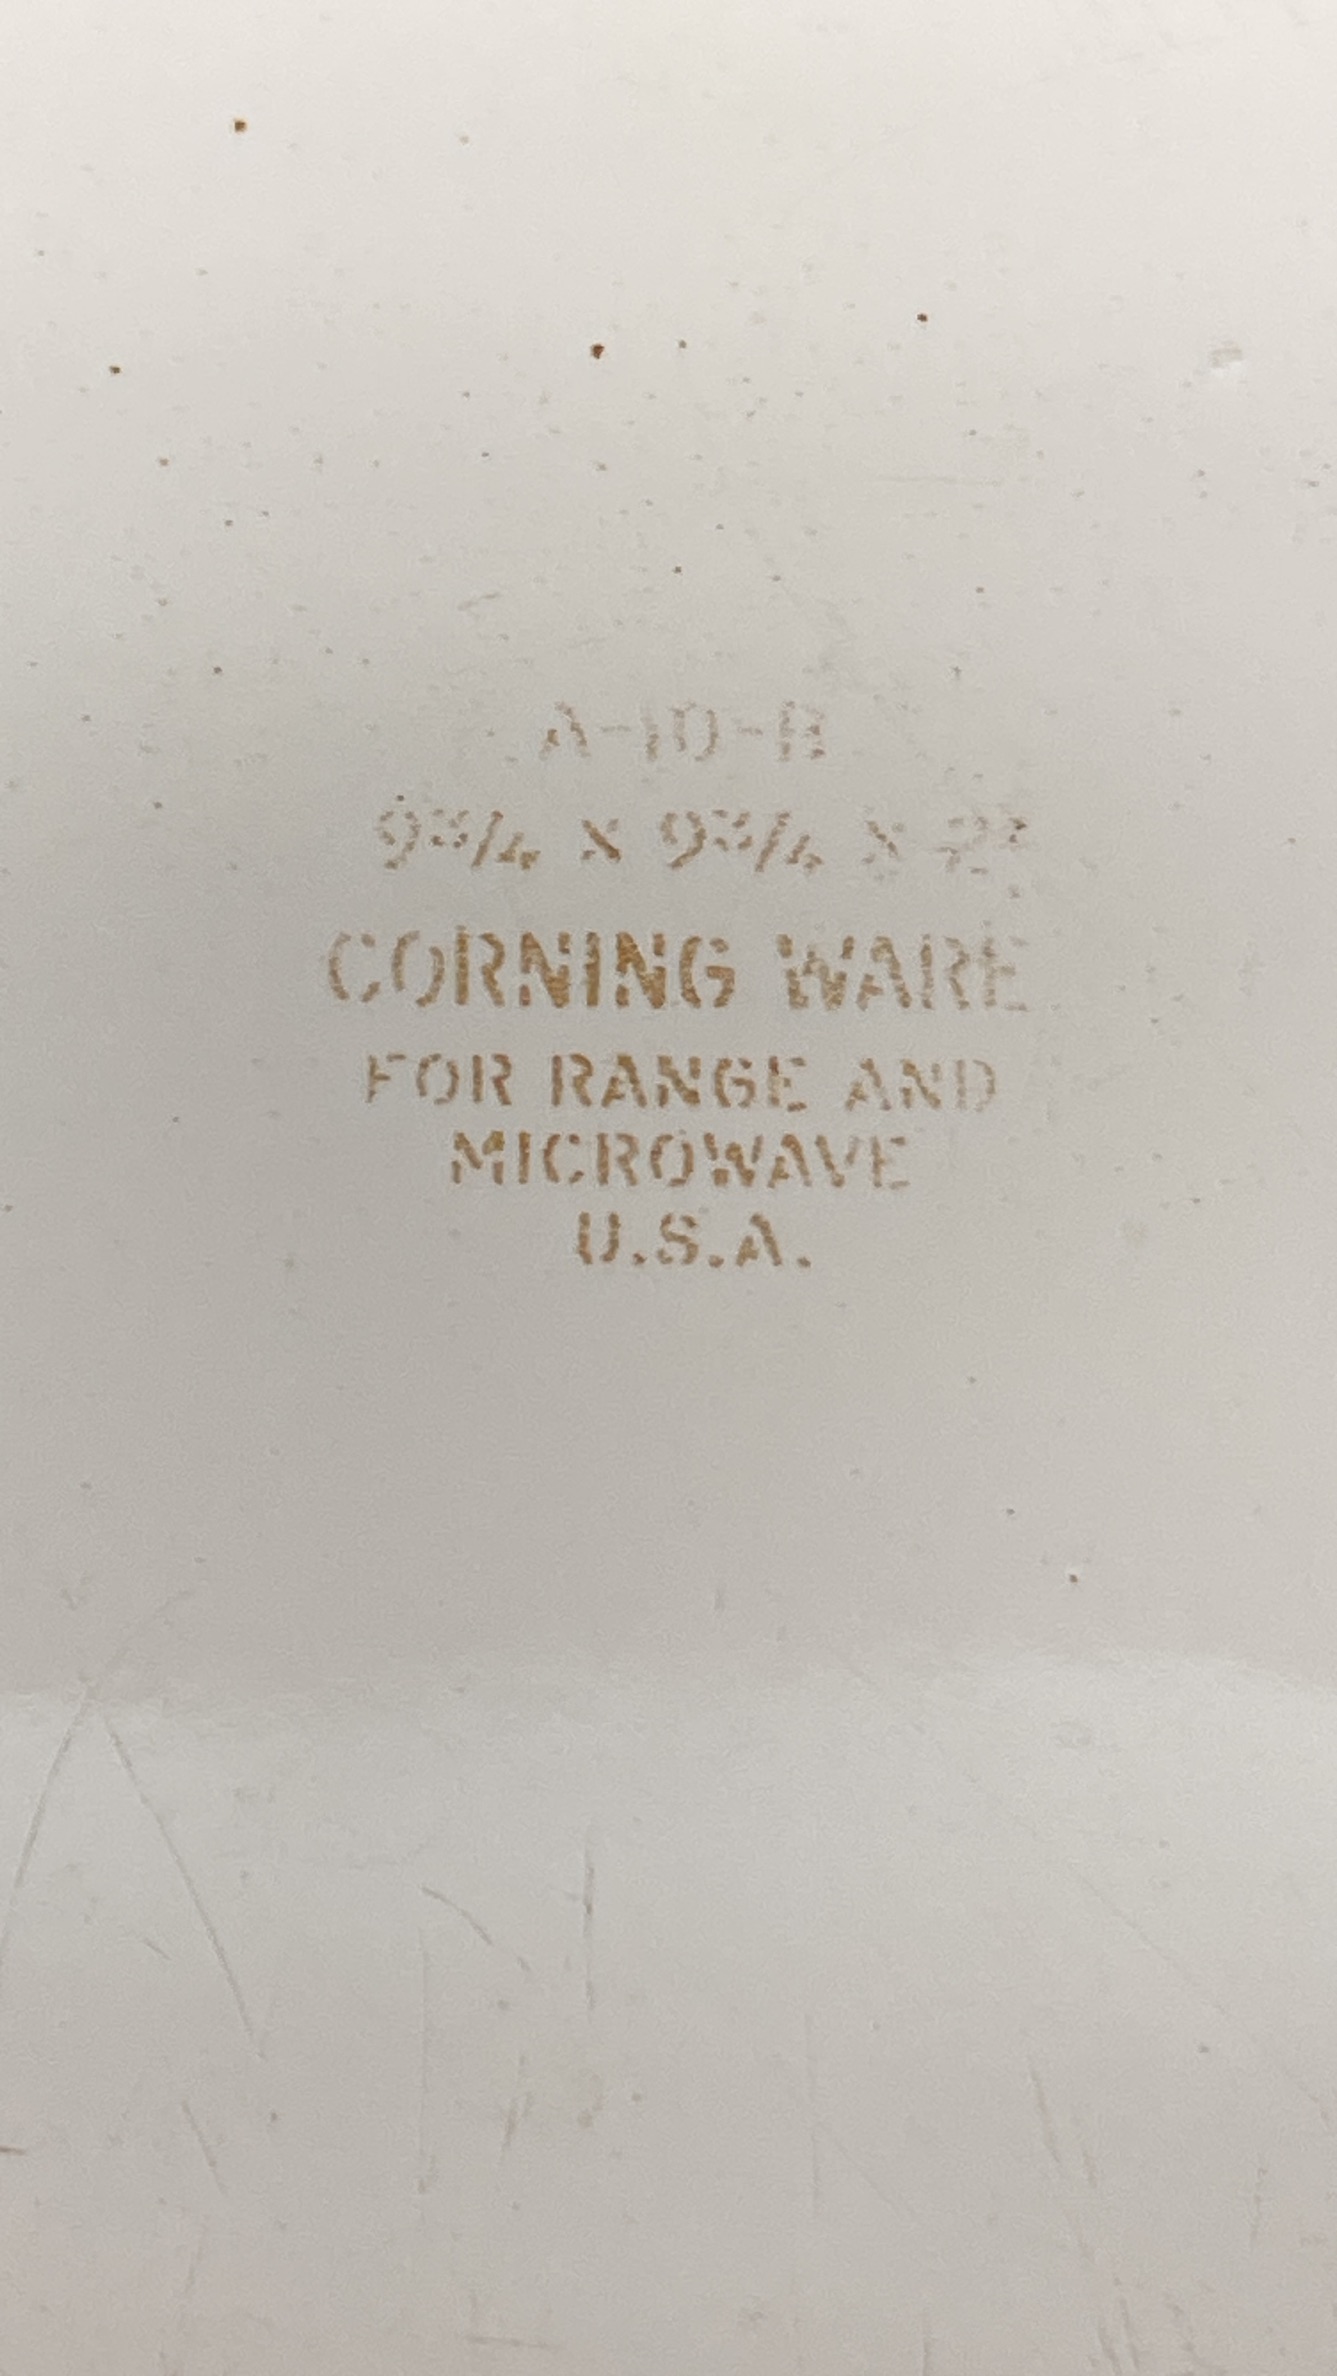 A-10-B
9¾ x 9¾ x 2"
CORNING WARE
FOR RANGE AND
MICROWAVE
U.S.A.